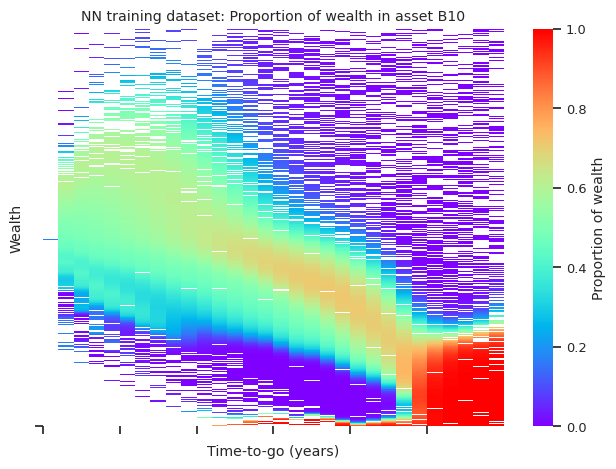 NN training dataset: Proportion of wealth in asset B10
Wealth
Time-to-go (years)
1.0
0.8
0.6
0.4
0.2
0.0
Proportion of wealth